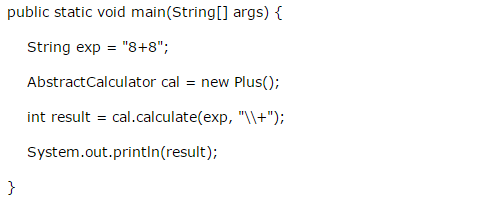 public static void main(String[] args) {
String exp = "8+8";
AbstractCalculator cal = new Plus();
int result = cal.calculate(exp, "\\+");
System.out.println(result);
}